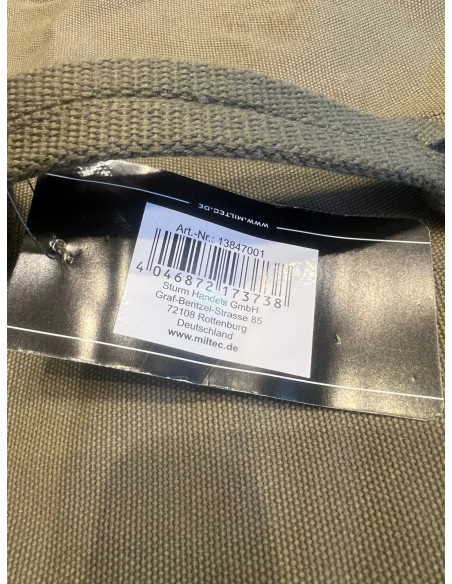 WWW.MILTEC.DE
Art.-Nr.: 13847001
4 046872 173738
Sturm Handels GmbH
Graf-Bentzel-Strasse 85
72108 Rottenburg
Deutschland
www.miltec.de